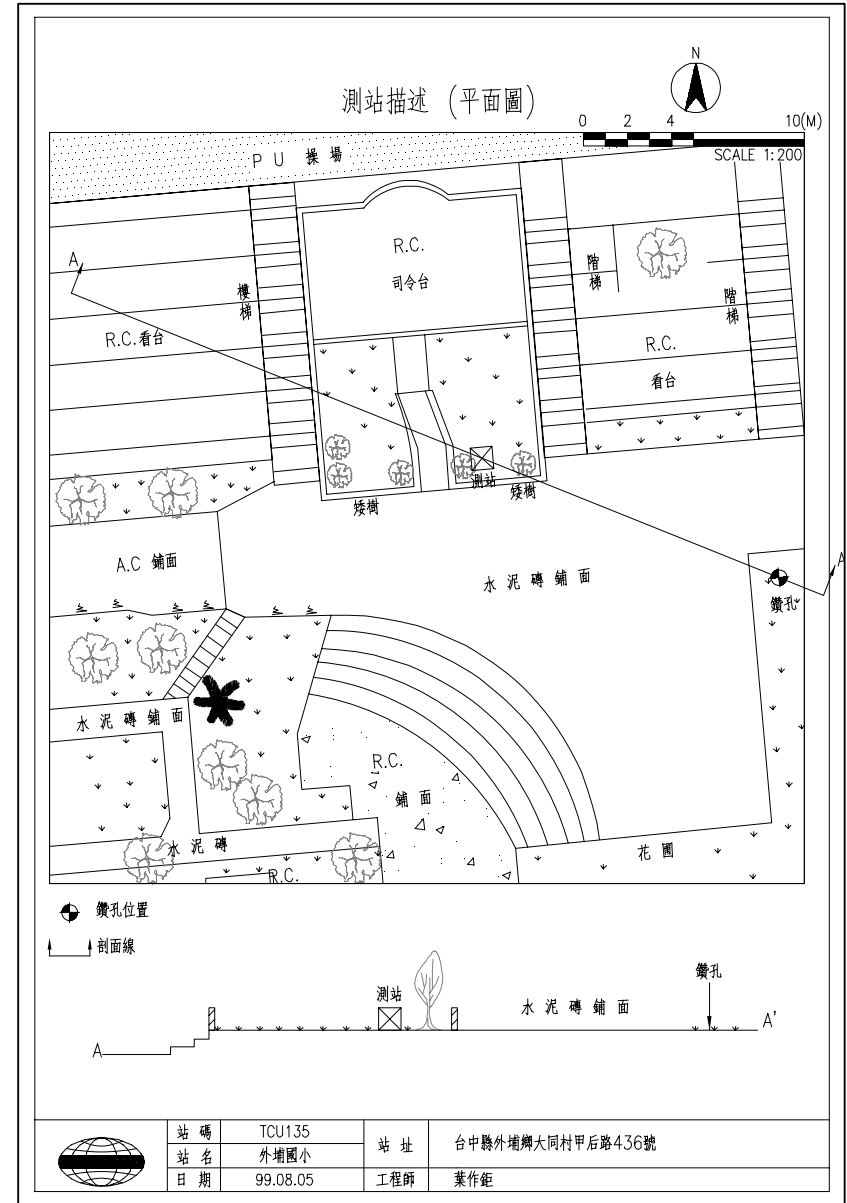 N
測站描述 (平面圖)
0 2 4 10(M)
SCALE 1:200
P U 操 場
R.C.
司令台
A
樓梯
階梯
階梯
R.C.看台
R.C.
看台
測站
矮樹
矮樹
A.C 鋪面
水 泥 磚 鋪 面
A
鑽孔
水 泥 磚 鋪 面
R.C.
鋪 面
水 泥 磚
花 圃
R.C.
鑽孔位置
剖面線
測站
水 泥 磚 鋪 面
鑽孔
A
A'
站 碼 TCU135
站 名 外埔國小
日 期 99.08.05
站 址 台中縣外埔鄉大同村甲后路436號
工程師 葉作鉅